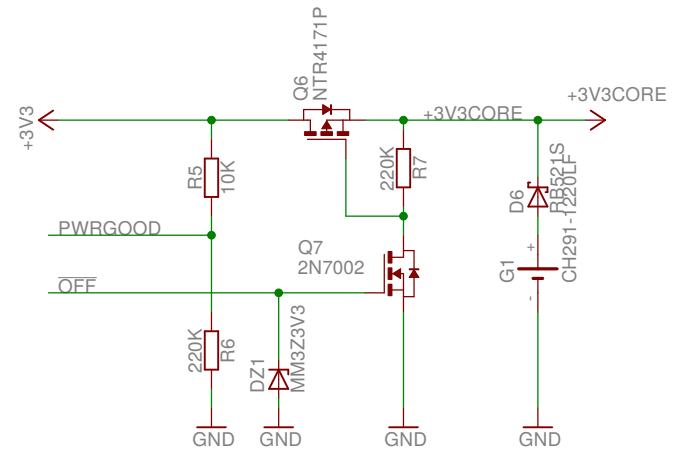 Q6
NTR4171P
+3V3
+3V3CORE
+3V3CORE
R5
10K
220K
R7
D6
RB521S
PWRGOOD
Q7
2N7002
+
G1
CH291-1220LF
-
OFF
220K
R6
DZ1
MM3Z3V3
GND
GND
GND
GND